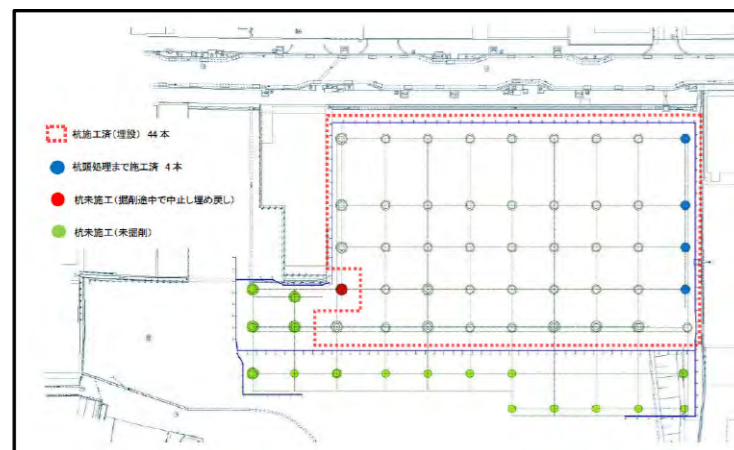 杭施工済(埋設) 44本
杭頭処理まで施工済 4本
杭未施工(掘削途中で中止し埋め戻し)
杭未施工(未掘削)